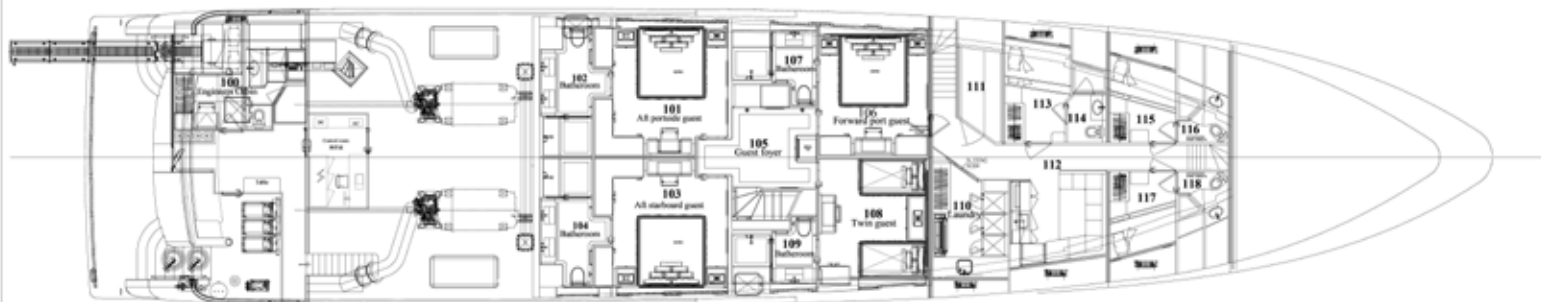 100
Engineers Cabin
102
Bathroom
101
Aft portside guest
107
Bathroom
106
Forward port guest
105
Guest foyer
103
Aft starboard guest
104
Bathroom
108
Twin guest
109
Bathroom
110
Laundry
111
112
113
114
115
116
117
118